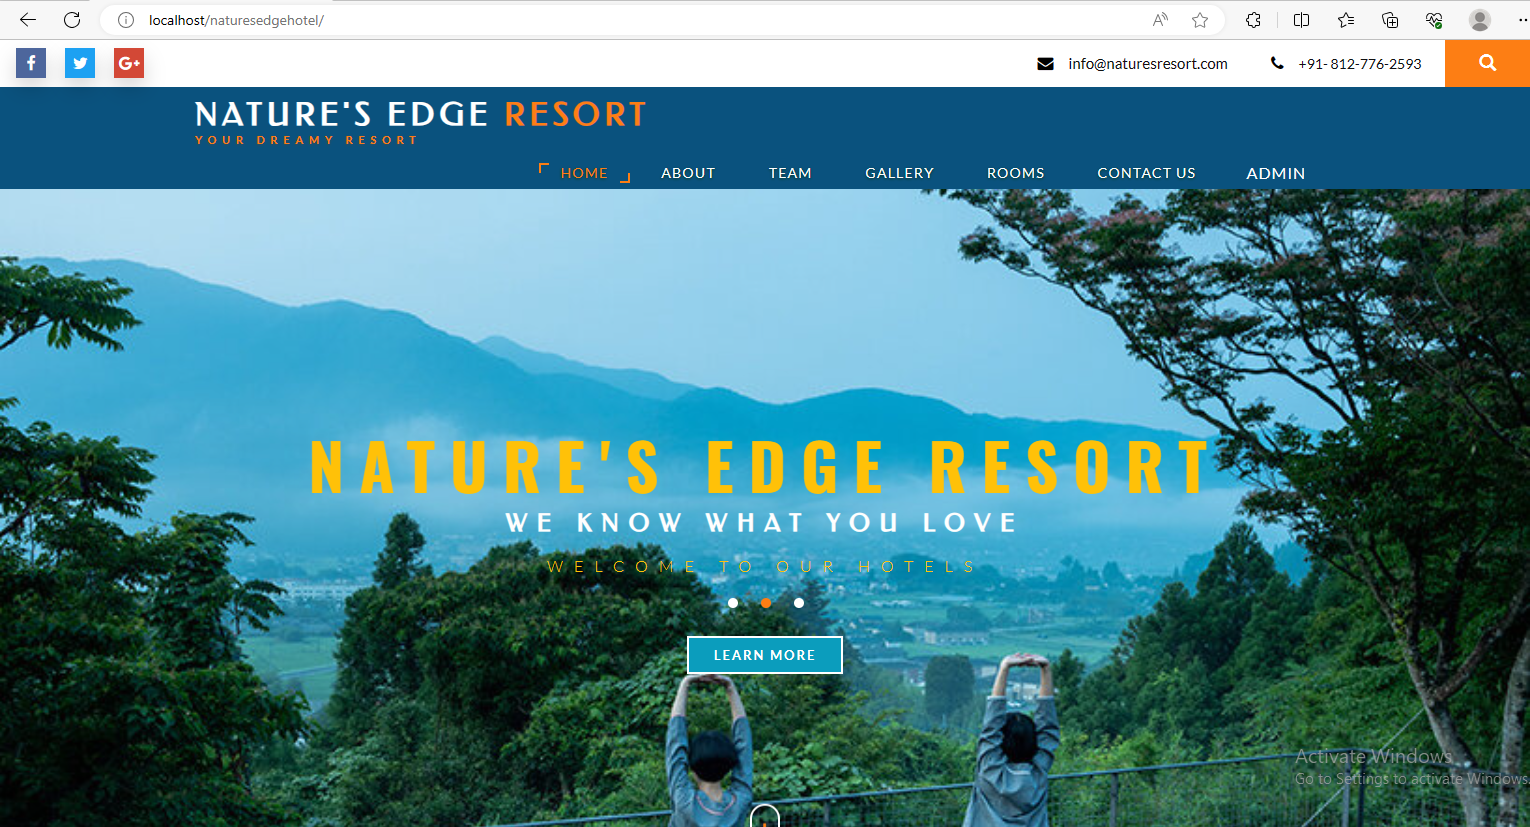 localhost/naturesedgehotel/
info@naturesresort.com
+91- 812-776-2593
NATURE'S EDGE RESORT
YOUR DREAMY RESORT
HOME ABOUT TEAM GALLERY ROOMS CONTACT US ADMIN
NATURE'S EDGE RESORT
WE KNOW WHAT YOU LOVE
WELCOME TO OUR HOTELS
LEARN MORE
Activate Windows
Go to Settings to activate Windows.